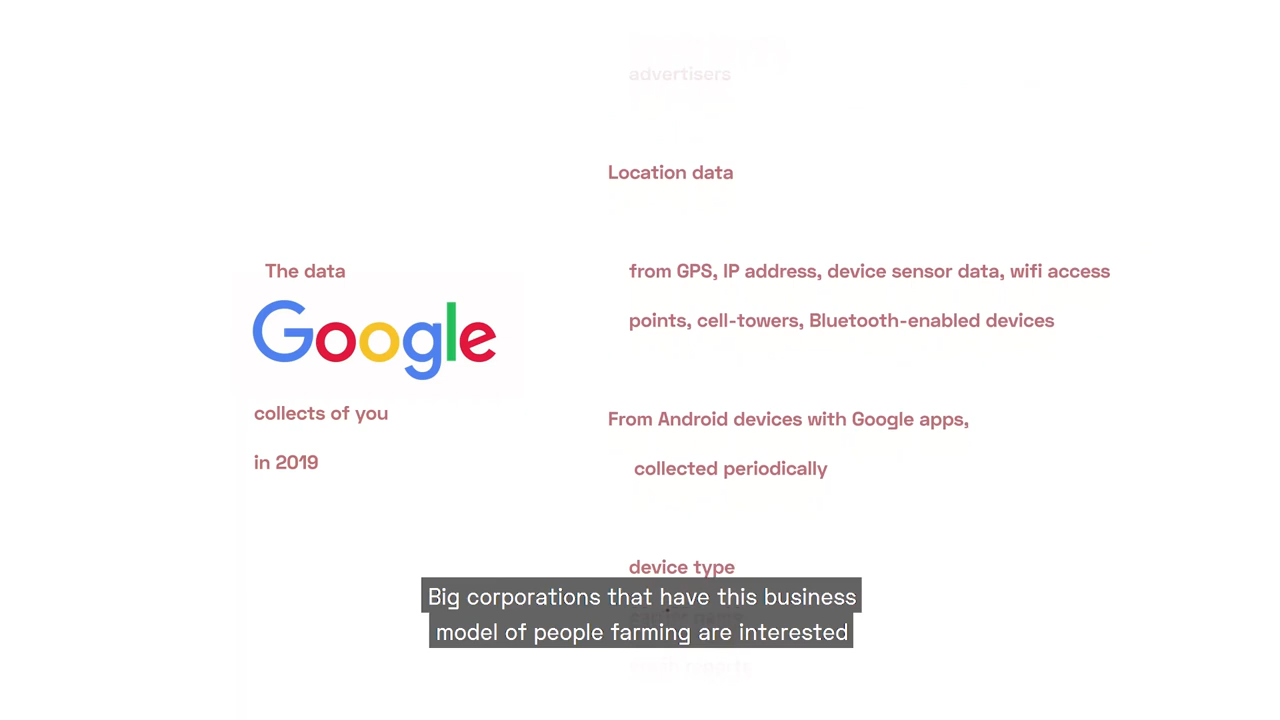 advertisers
Location data
The data
Google
collects of you
in 2019
from GPS, IP address, device sensor data, wifi access
points, cell-towers, Bluetooth-enabled devices
From Android devices with Google apps,
collected periodically
device type
Big corporations that have this business
model of people farming are interested